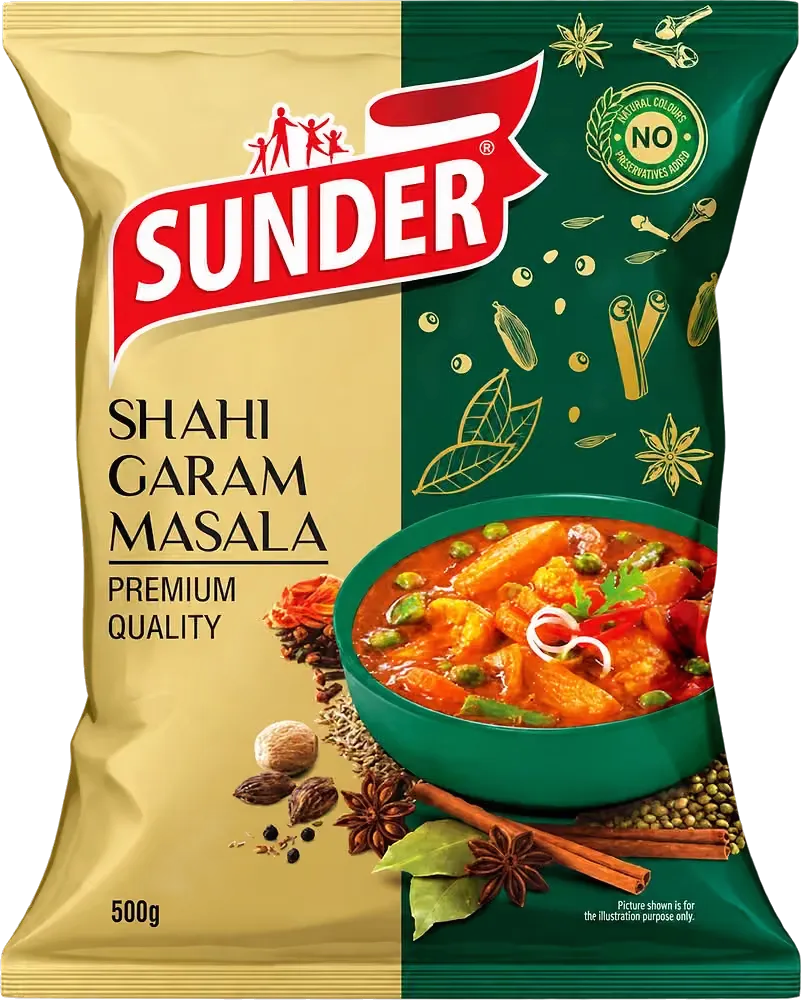 SUNDER®
SHAHI
GARAM
MASALA
PREMIUM
QUALITY
500g
NATURAL COLOURS
NO
PRESERVATIVES ADDED
Picture shown is for
the illustration purpose only.